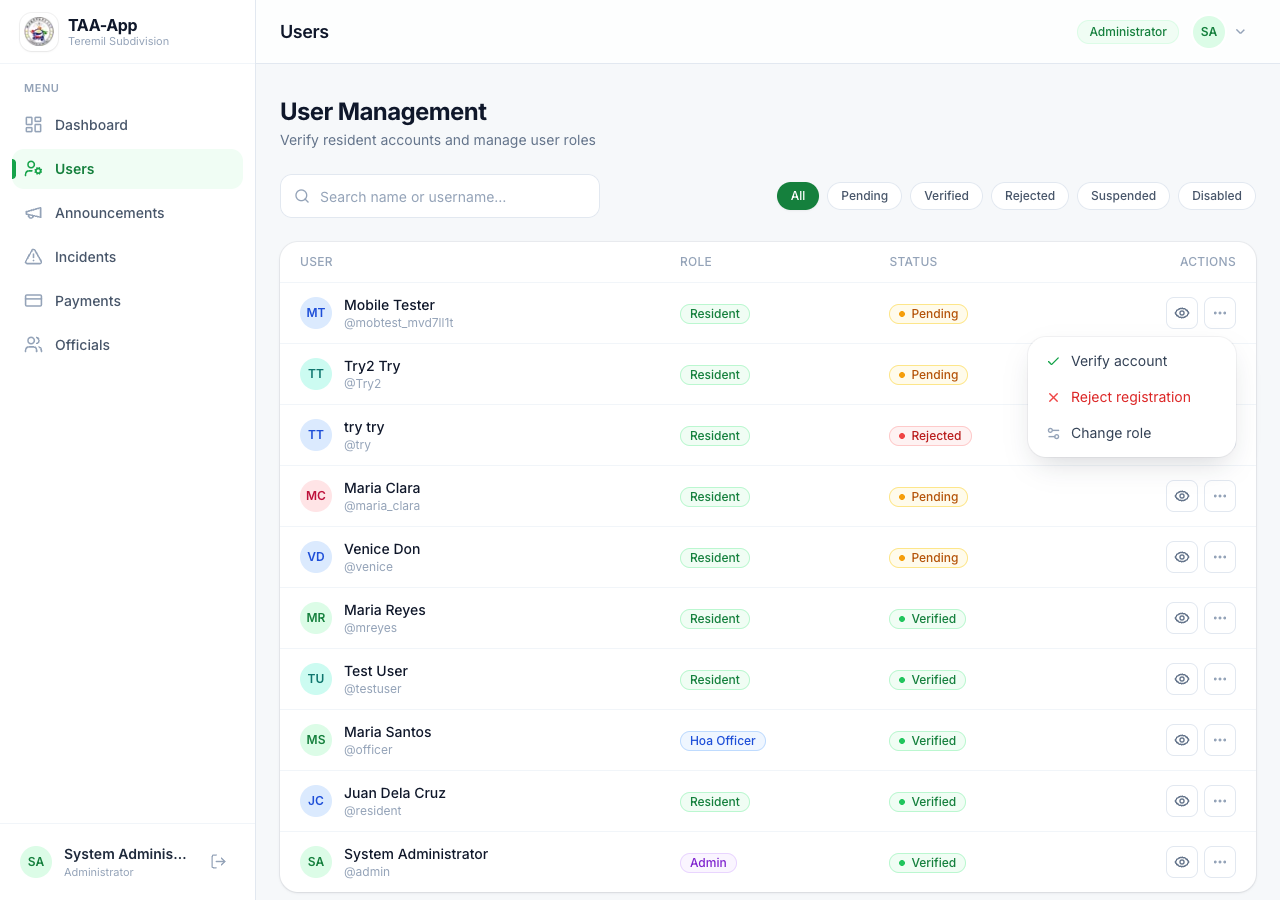 TAA-App
Teremil Subdivision
MENU
Dashboard
Users
Announcements
Incidents
Payments
Officials
System Adminis...
SA
Administrator
Users
Administrator
SA
User Management
Verify resident accounts and manage user roles
Search name or username...
All Pending Verified Rejected Suspended Disabled
USER ROLE STATUS ACTIONS
MT Mobile Tester Resident Pending
@mobtest_mvd7ll1t
TT Try2 Try Resident Pending
@Try2
TT try try Resident Rejected
@try
Verify account
Reject registration
Change role
MC Maria Clara Resident Pending
@maria_clara
VD Venice Don Resident Pending
@venice
MR Maria Reyes Resident Verified
@mreyes
TU Test User Resident Verified
@testuser
MS Maria Santos Hoa Officer Verified
@officer
JC Juan Dela Cruz Resident Verified
@resident
SA System Administrator Admin Verified
@admin